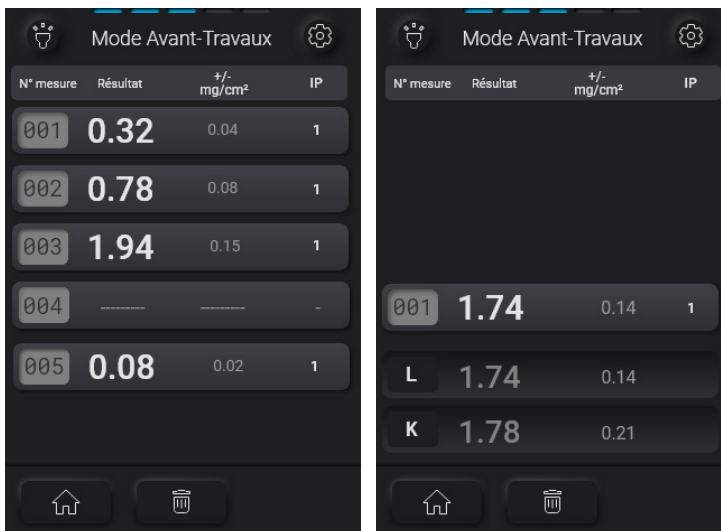 Mode Avant-Travaux
N° mesure Résultat +/- mg/cm² IP
001 0.32 0.04 1
002 0.78 0.08 1
003 1.94 0.15 1
004 --------- --------- -
005 0.08 0.02 1
Mode Avant-Travaux
N° mesure Résultat +/- mg/cm² IP
001 1.74 0.14 1
L 1.74 0.14
K 1.78 0.21